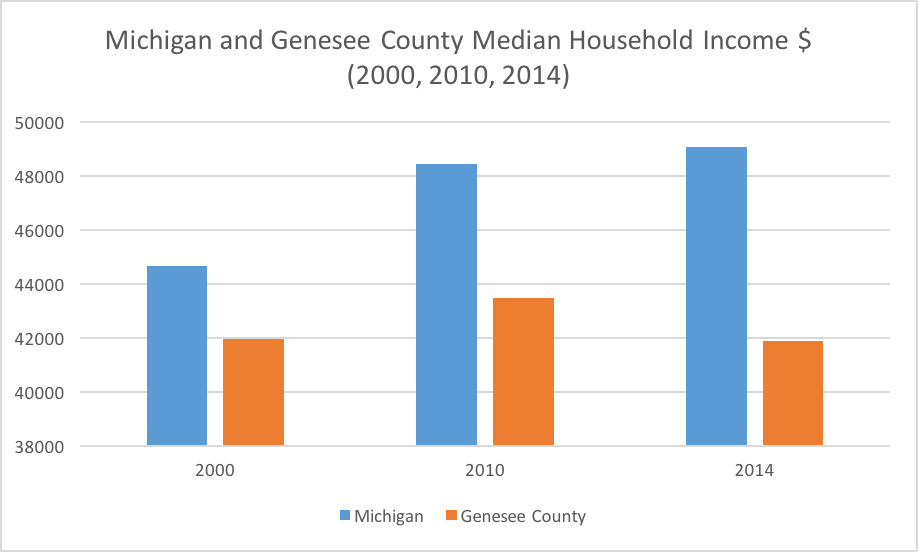 Michigan and Genesee County Median Household Income $
(2000, 2010, 2014)
50000
48000
46000
44000
42000
40000
38000
2000 2010 2014
Michigan Genesee County